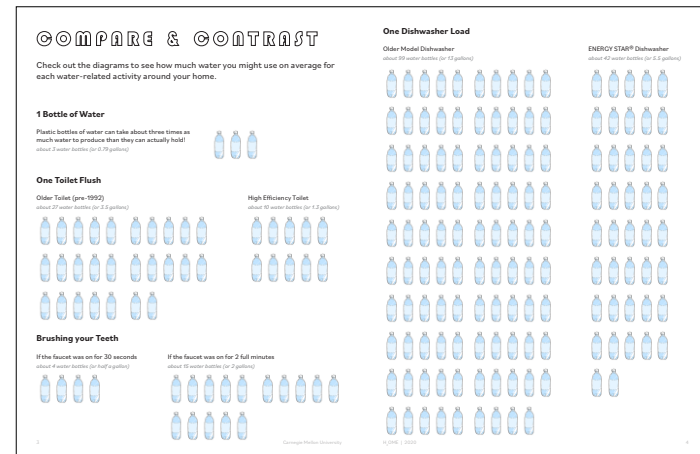 COMPARE & CONTRAST
Check out the diagrams to see how much water you might use on average for
each water-related activity around your home.
1 Bottle of Water
Plastic bottles of water can take about three times as
much water to produce than they can actually hold!
about 3 water bottles (or 0.79 gallons)
One Toilet Flush
Older Toilet (pre-1992)
about 27 water bottles (or 3.5 gallons)
High Efficiency Toilet
about 10 water bottles (or 1.3 gallons)
Brushing your Teeth
If the faucet was on for 30 seconds
about 4 water bottles (or half a gallon)
If the faucet was on for 2 full minutes
about 15 water bottles (or 2 gallons)
3
Carnegie Mellon University
One Dishwasher Load
Older Model Dishwasher
about 99 water bottles (or 13 gallons)
ENERGY STAR® Dishwasher
about 42 water bottles (or 5.5 gallons)
4